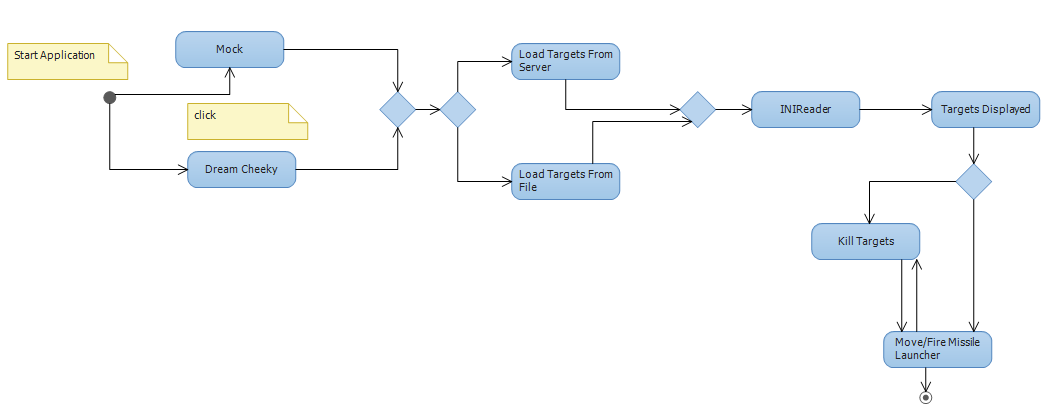 Start Application
Mock
click
Dream Cheeky
Load Targets From
Server
Load Targets From
File
INIReader
Targets Displayed
Kill Targets
Move/Fire Missile
Launcher